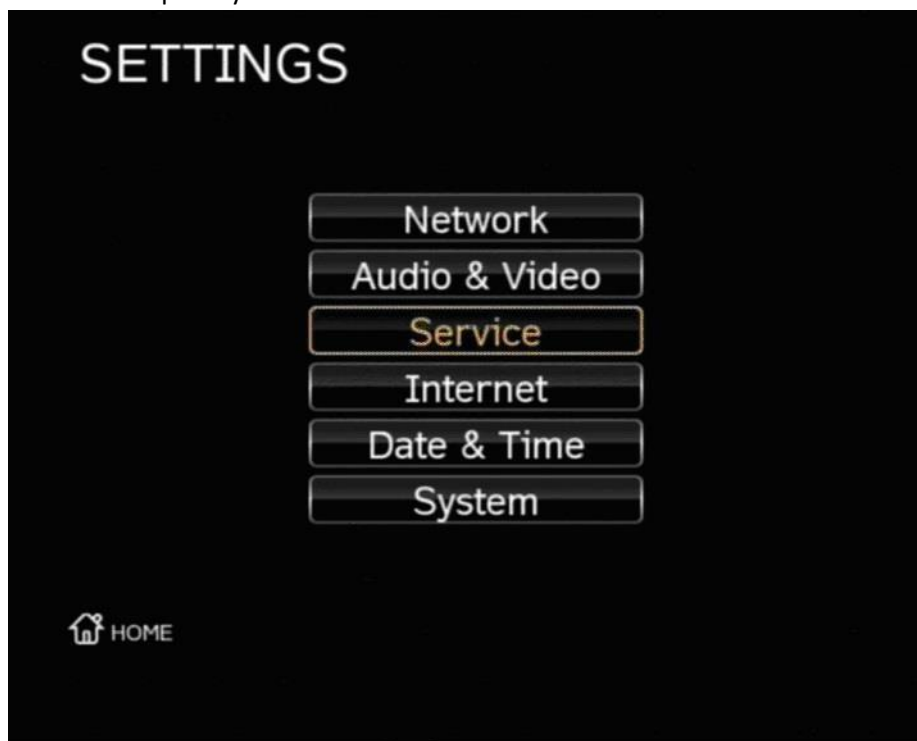 SETTINGS
Network
Audio & Video
Service
Internet
Date & Time
System
HOME